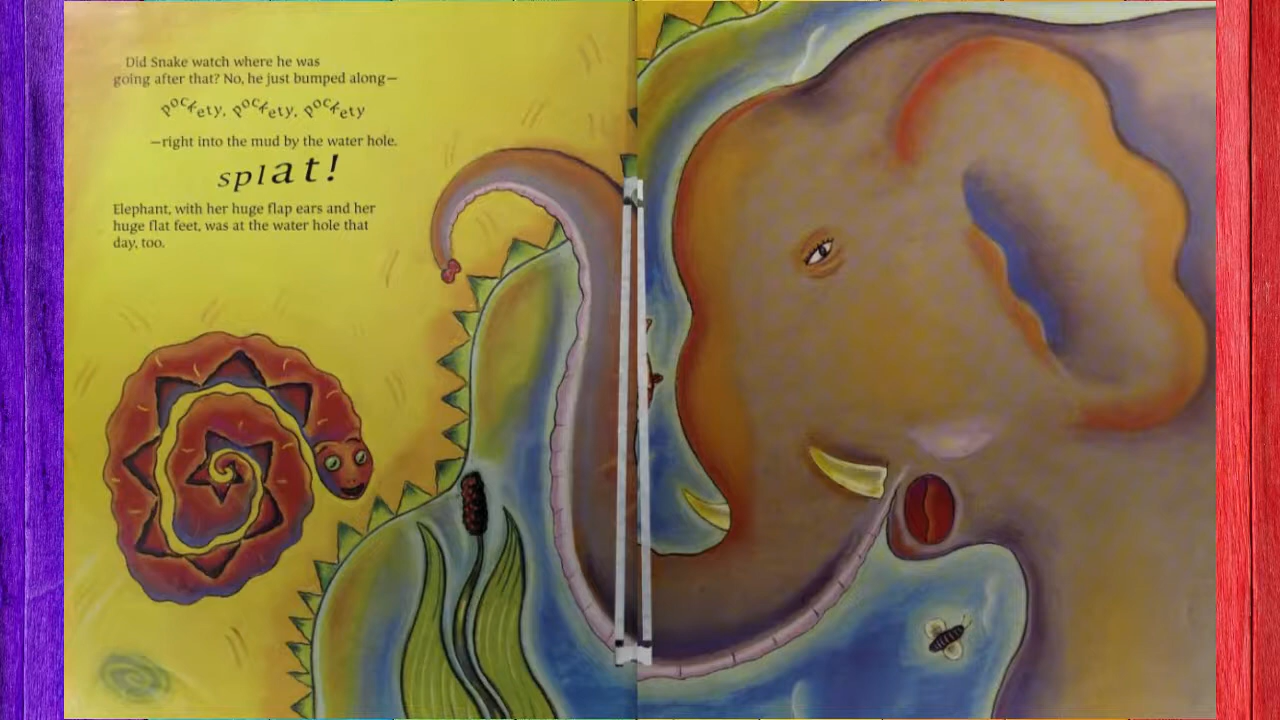 Did Snake watch where he was
going after that? No, he just bumped along—
pockety, pockety, pockety
—right into the mud by the water hole.
splat!
Elephant, with her huge flap ears and her
huge flat feet, was at the water hole that
day, too.